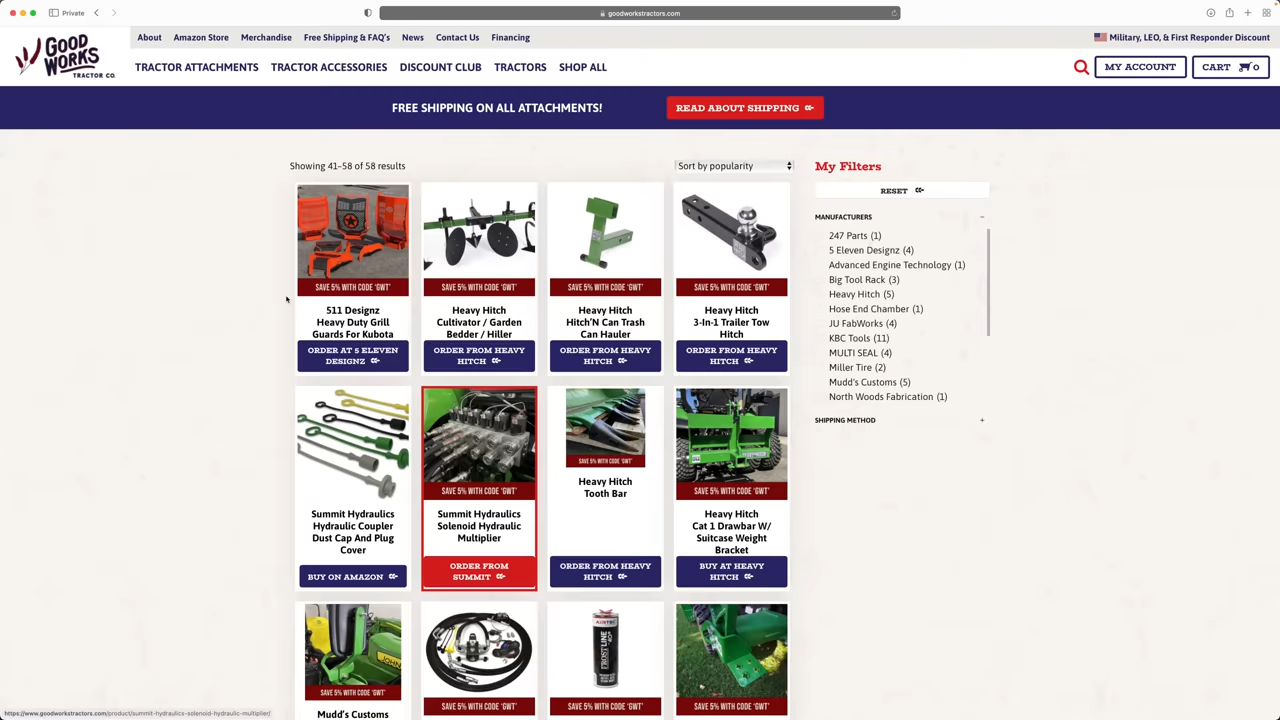 Private
goodworkstractors.com
GOOD
WORKS
TRACTOR CO.
About
Amazon Store
Merchandise
Free Shipping & FAQ's
News
Contact Us
Financing
Military, LEO, & First Responder Discount
TRACTOR ATTACHMENTS
TRACTOR ACCESSORIES
DISCOUNT CLUB
TRACTORS
SHOP ALL
MY ACCOUNT
CART 0
FREE SHIPPING ON ALL ATTACHMENTS!
READ ABOUT SHIPPING
Showing 41–58 of 58 results
Sort by popularity
SAVE 5% WITH CODE 'GWT'
511 Designz
Heavy Duty Grill
Guards For Kubota
ORDER AT 5 ELEVEN
DESIGNZ
SAVE 5% WITH CODE 'GWT'
Heavy Hitch
Cultivator / Garden
Bedder / Hiller
ORDER FROM HEAVY
HITCH
SAVE 5% WITH CODE 'GWT'
Heavy Hitch
Hitch'N Can Trash
Can Hauler
ORDER FROM HEAVY
HITCH
SAVE 5% WITH CODE 'GWT'
Heavy Hitch
3-In-1 Trailer Tow
Hitch
ORDER FROM HEAVY
HITCH
Summit Hydraulics
Hydraulic Coupler
Dust Cap And Plug
Cover
BUY ON AMAZON
SAVE 5% WITH CODE 'GWT'
Summit Hydraulics
Solenoid Hydraulic
Multiplier
ORDER FROM
SUMMIT
SAVE 5% WITH CODE 'GWT'
Heavy Hitch
Tooth Bar
ORDER FROM HEAVY
HITCH
SAVE 5% WITH CODE 'GWT'
Heavy Hitch
Cat 1 Drawbar W/
Suitcase Weight
Bracket
BUY AT HEAVY
HITCH
SAVE 5% WITH CODE 'GWT'
Mudd's Customs
SAVE 5% WITH CODE 'GWT'
SAVE 5% WITH CODE 'GWT'
SAVE 5% WITH CODE 'GWT'
My Filters
RESET
MANUFACTURERS
247 Parts (1)
5 Eleven Designz (4)
Advanced Engine Technology (1)
Big Tool Rack (3)
Heavy Hitch (5)
Hose End Chamber (1)
JU FabWorks (4)
KBC Tools (11)
MULTI SEAL (4)
Miller Tire (2)
Mudd's Customs (5)
North Woods Fabrication (1)
SHIPPING METHOD
https://www.goodworkstractors.com/product/summit-hydraulics-solenoid-hydraulic-multiplier/